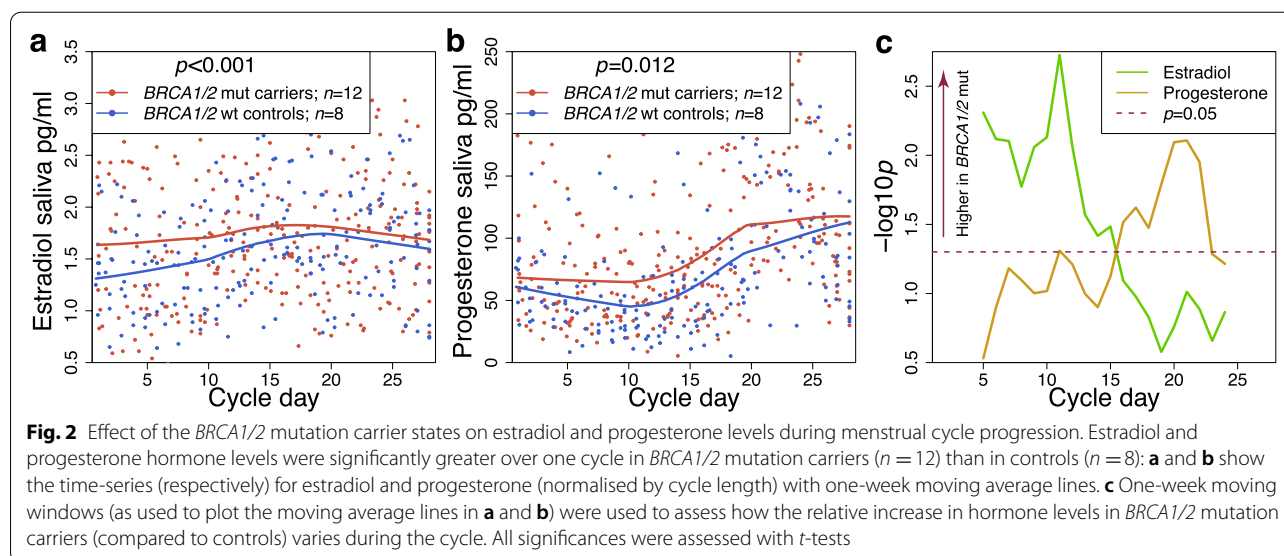 a
3.5
3.0
2.5
2.0
1.5
1.0
0.5
Estradiol saliva pg/ml
p<0.001
BRCA1/2 mut carriers; n=12
BRCA1/2 wt controls; n=8
5 10 15 20 25
Cycle day
b
250
200
150
100
50
0
Progesterone saliva pg/ml
p=0.012
BRCA1/2 mut carriers; n=12
BRCA1/2 wt controls; n=8
5 10 15 20 25
Cycle day
c
2.5
2.0
1.5
1.0
0.5
−log10p
Higher in BRCA1/2 mut
Estradiol
Progesterone
p=0.05
5 10 15 20 25
Cycle day
Fig. 2 Effect of the BRCA1/2 mutation carrier states on estradiol and progesterone levels during menstrual cycle progression. Estradiol and
progesterone hormone levels were significantly greater over one cycle in BRCA1/2 mutation carriers (n = 12) than in controls (n = 8): a and b show
the time-series (respectively) for estradiol and progesterone (normalised by cycle length) with one-week moving average lines. c One-week moving
windows (as used to plot the moving average lines in a and b) were used to assess how the relative increase in hormone levels in BRCA1/2 mutation
carriers (compared to controls) varies during the cycle. All significances were assessed with t-tests